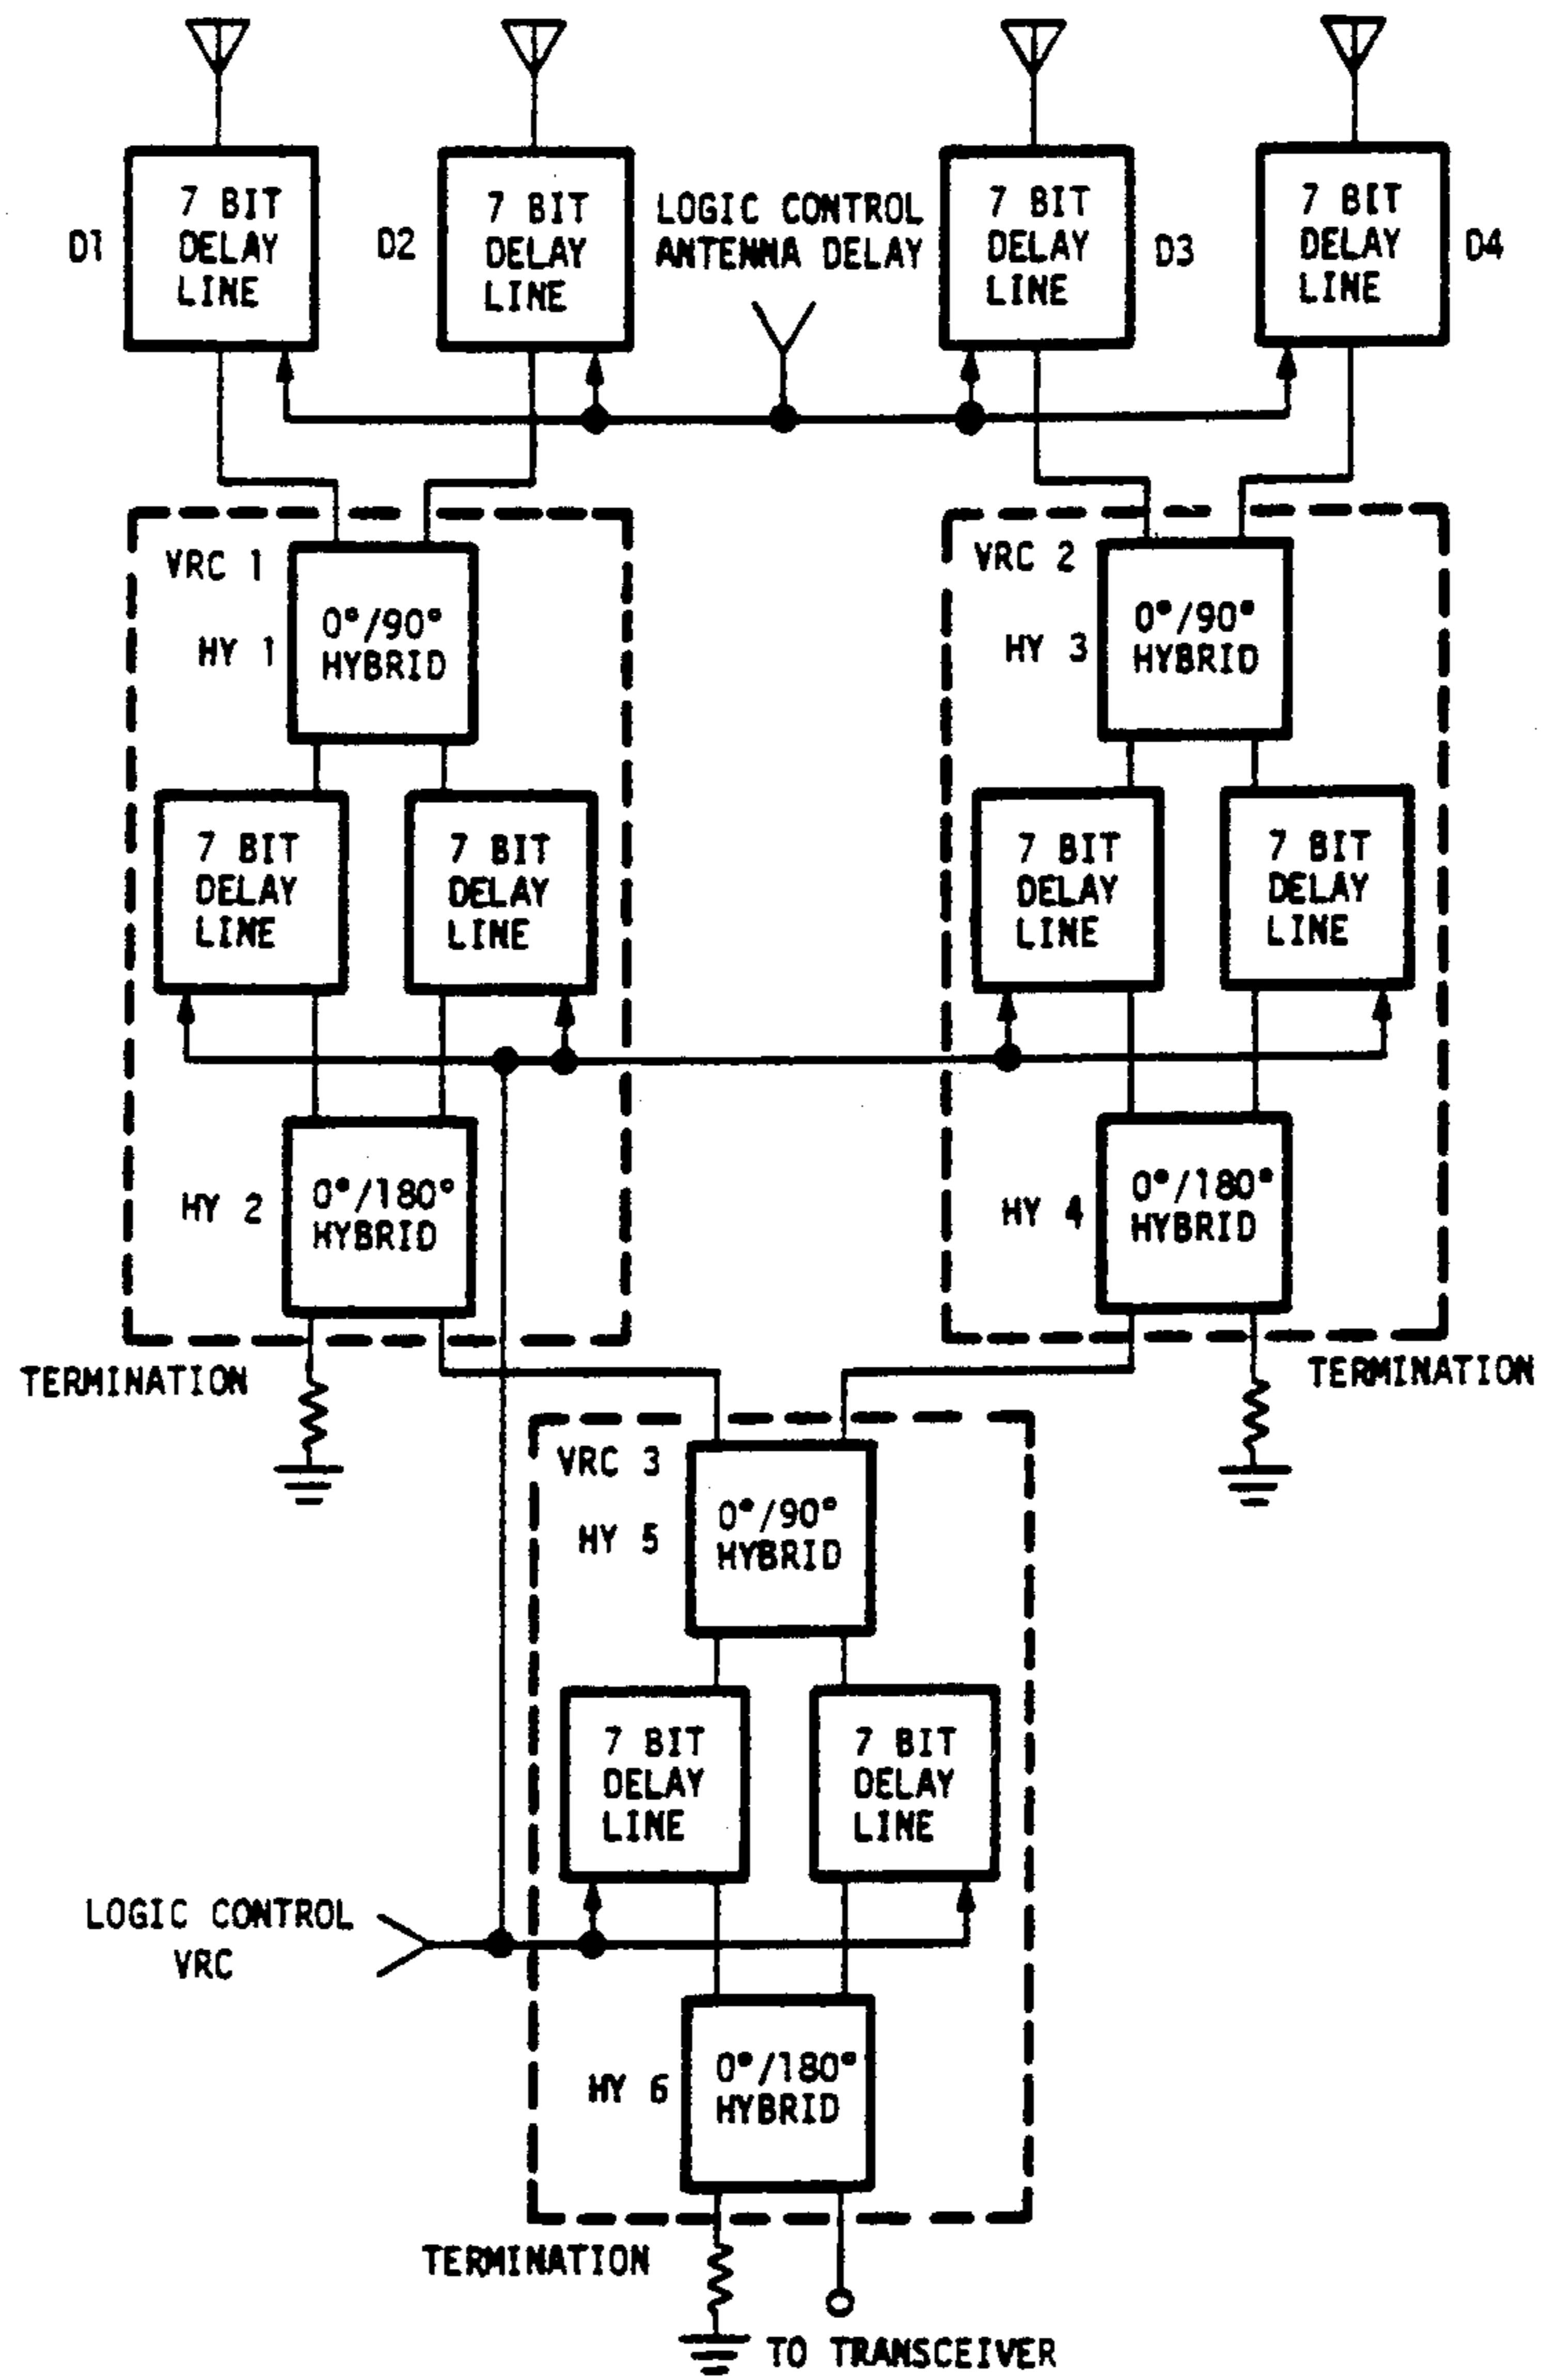 D1
7 BIT
DELAY
LINE
D2
7 BIT
DELAY
LINE
LOGIC CONTROL
ANTENNA DELAY
7 BIT
DELAY
LINE
D3
7 BIT
DELAY
LINE
D4
VRC 1
HY 1
0°/90°
HYBRID
VRC 2
HY 3
0°/90°
HYBRID
7 BIT
DELAY
LINE
7 BIT
DELAY
LINE
7 BIT
DELAY
LINE
7 BIT
DELAY
LINE
HY 2
0°/180°
HYBRID
HY 4
0°/180°
HYBRID
TERMINATION
TERMINATION
VRC 3
HY 5
0°/90°
HYBRID
7 BIT
DELAY
LINE
7 BIT
DELAY
LINE
LOGIC CONTROL
VRC
HY 6
0°/180°
HYBRID
TERMINATION
TO TRANSCEIVER